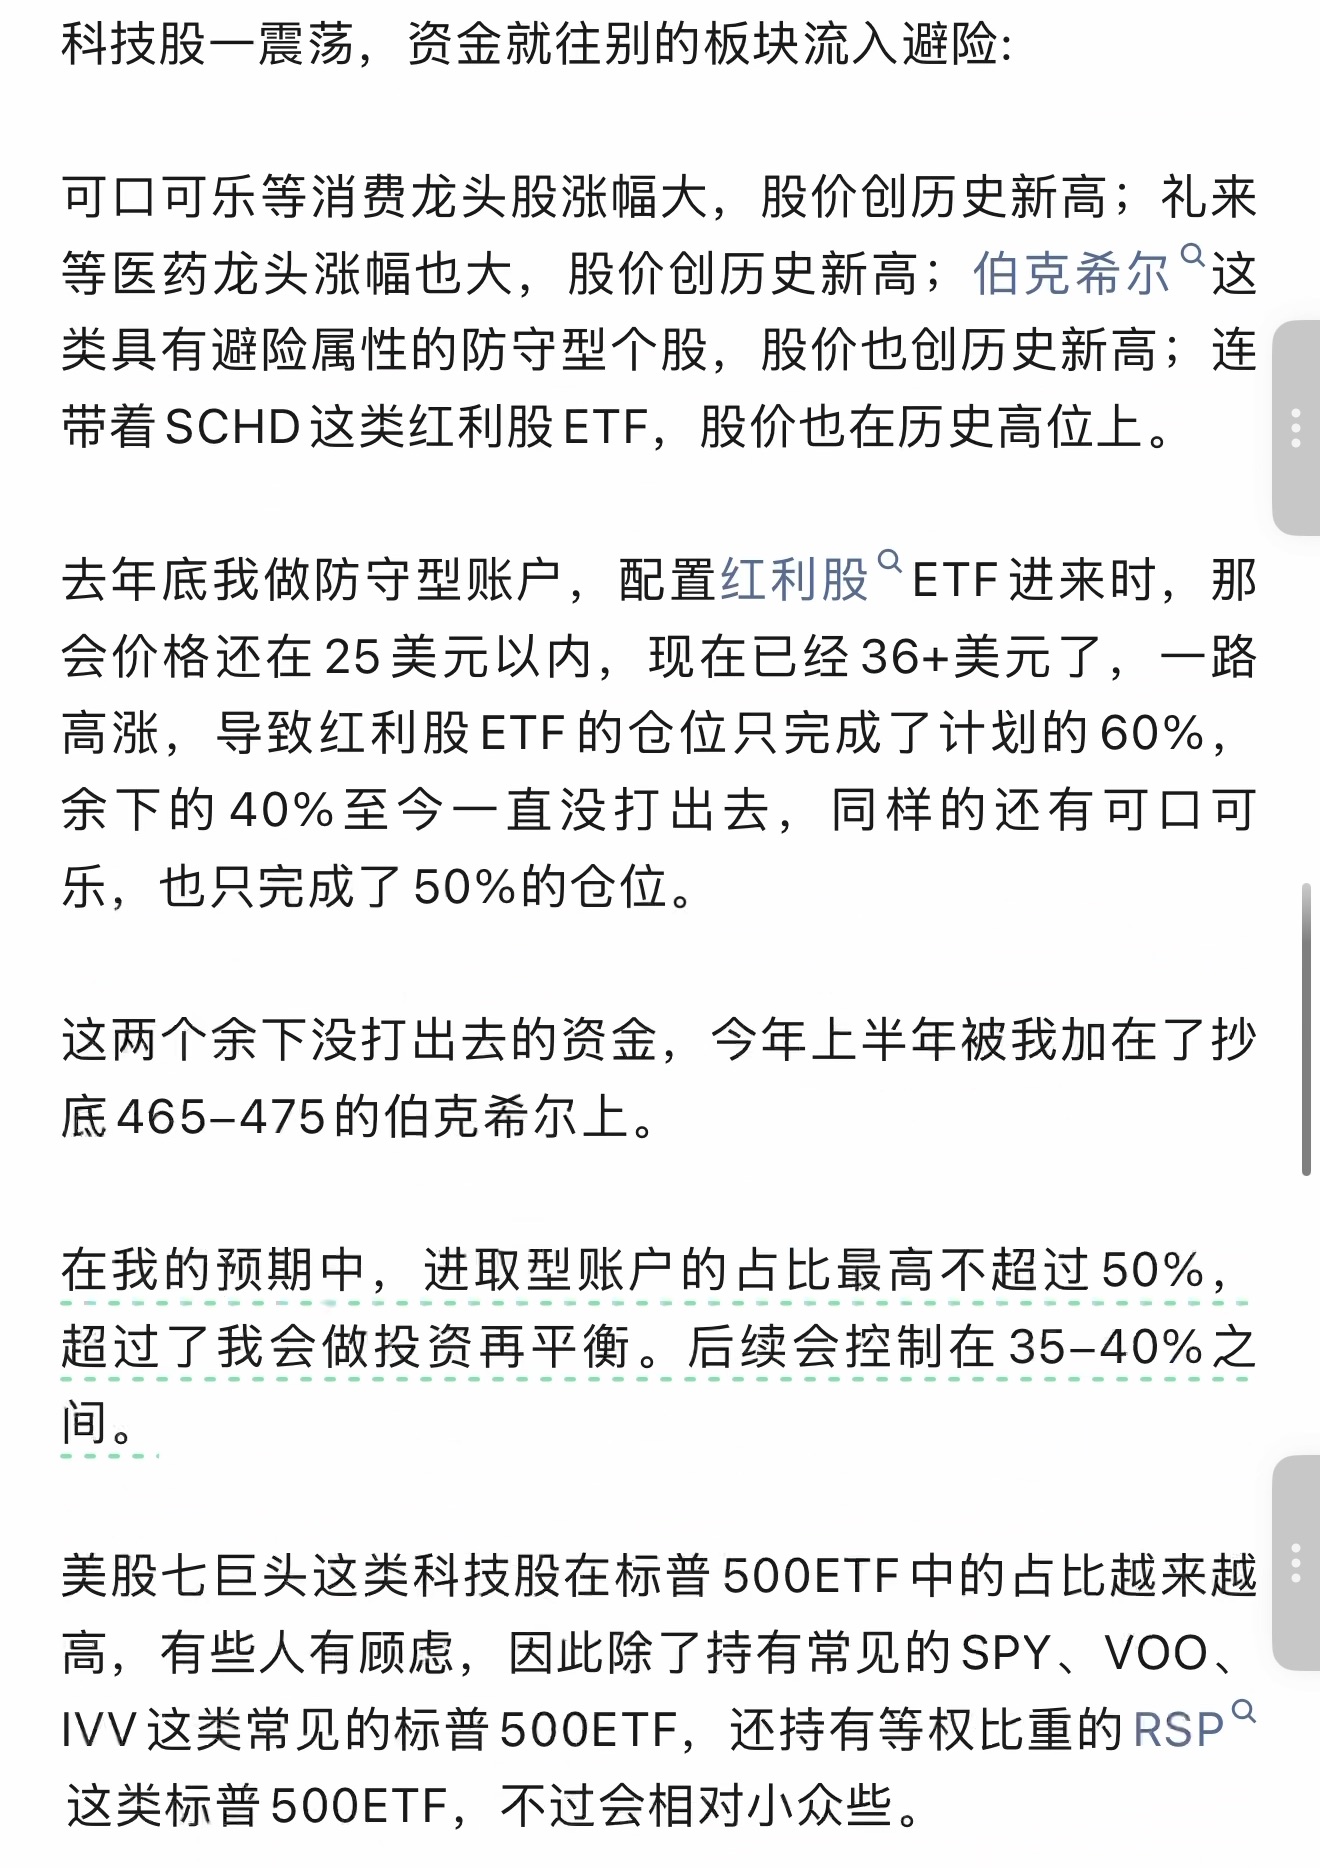 科技股一震荡，资金就往别的板块流入避险：
可口可乐等消费龙头股涨幅大，股价创历史新高；礼来
等医药龙头涨幅也大，股价创历史新高；伯克希尔这
类具有避险属性的防守型个股，股价也创历史新高；连
带着SCHD这类红利股ETF，股价也在历史高位上。
去年底我做防守型账户，配置红利股ETF进来时，那
会价格还在25美元以内，现在已经36+美元了，一路
高涨，导致红利股ETF的仓位只完成了计划的60%，
余下的40%至今一直没打出去，同样的还有可口可
乐，也只完成了50%的仓位。
这两个余下没打出去的资金，今年上半年被我加在了抄
底465–475的伯克希尔上。
在我的预期中，进取型账户的占比最高不超过50%，
超过了我会做投资再平衡。后续会控制在35–40%之
间。
美股七巨头这类科技股在标普500ETF中的占比越来越
高，有些人有顾虑，因此除了持有常见的SPY、VOO、
IVV这类常见的标普500ETF，还持有等权比重的RSP
这类标普500ETF，不过会相对小众些。